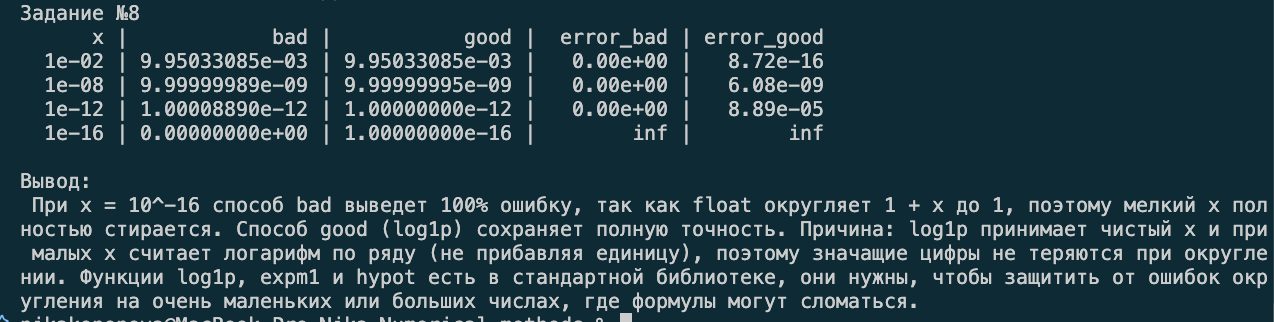 Задание №8
x | bad | good | error_bad | error_good
1e-02 | 9.95033085e-03 | 9.95033085e-03 | 0.00e+00 | 8.72e-16
1e-08 | 9.99999989e-09 | 9.99999995e-09 | 0.00e+00 | 6.08e-09
1e-12 | 1.00008890e-12 | 1.00000000e-12 | 0.00e+00 | 8.89e-05
1e-16 | 0.00000000e+00 | 1.00000000e-16 | inf | inf
Вывод:
При x = 10^-16 способ bad выведет 100% ошибку, так как float округляет 1 + x до 1, поэтому мелкий x пол
ностью стирается. Способ good (log1p) сохраняет полную точность. Причина: log1p принимает чистый x и при
малых x считает логарифм по ряду (не прибавляя единицу), поэтому значащие цифры не теряются при округле
нии. Функции log1p, expm1 и hypot есть в стандартной библиотеке, они нужны, чтобы защитить от ошибок окр
угления на очень маленьких или больших числах, где формулы могут сломаться.